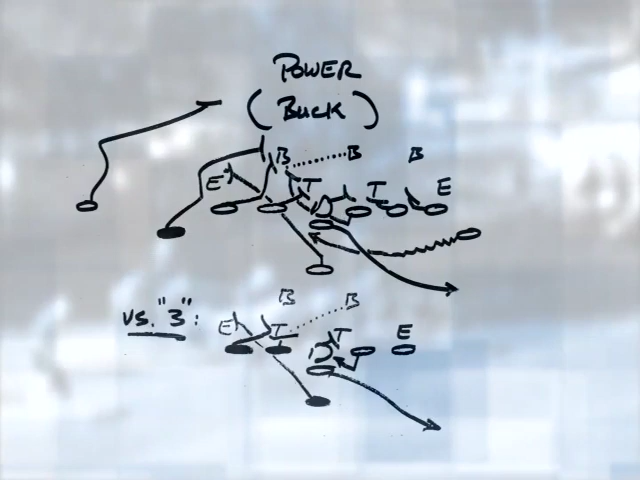 POWER
(BUCK)
B B B
E T T E
B B
VS. "3":
E T T E